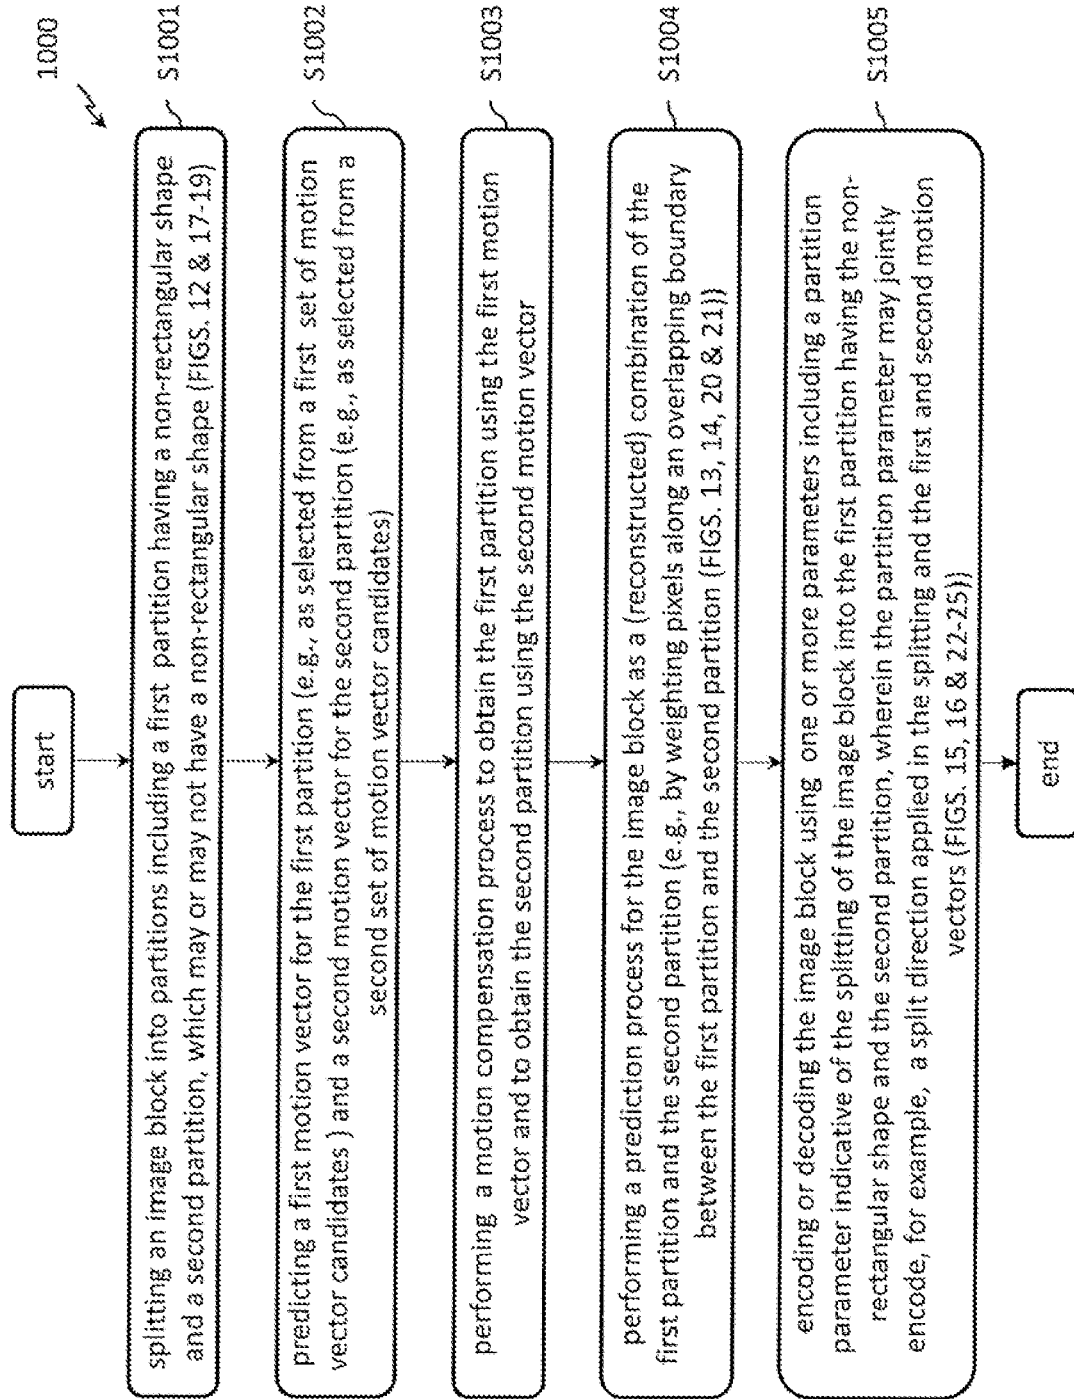 1000
start
splitting an image block into partitions including a first partition having a non-rectangular shape
and a second partition, which may or may not have a non-rectangular shape (FIGS. 12 & 17-19)
S1001
predicting a first motion vector for the first partition (e.g., as selected from a first set of motion
vector candidates ) and a second motion vector for the second partition (e.g., as selected from a
second set of motion vector candidates)
S1002
performing a motion compensation process to obtain the first partition using the first motion
vector and to obtain the second partition using the second motion vector
S1003
performing a prediction process for the image block as a (reconstructed) combination of the
first partition and the second partition (e.g., by weighting pixels along an overlapping boundary
between the first partition and the second partition (FIGS. 13, 14, 20 & 21))
S1004
encoding or decoding the image block using one or more parameters including a partition
parameter indicative of the splitting of the image block into the first partition having the non-
rectangular shape and the second partition, wherein the partition parameter may jointly
encode, for example, a split direction applied in the splitting and the first and second motion
vectors (FIGS. 15, 16 & 22-25))
S1005
end